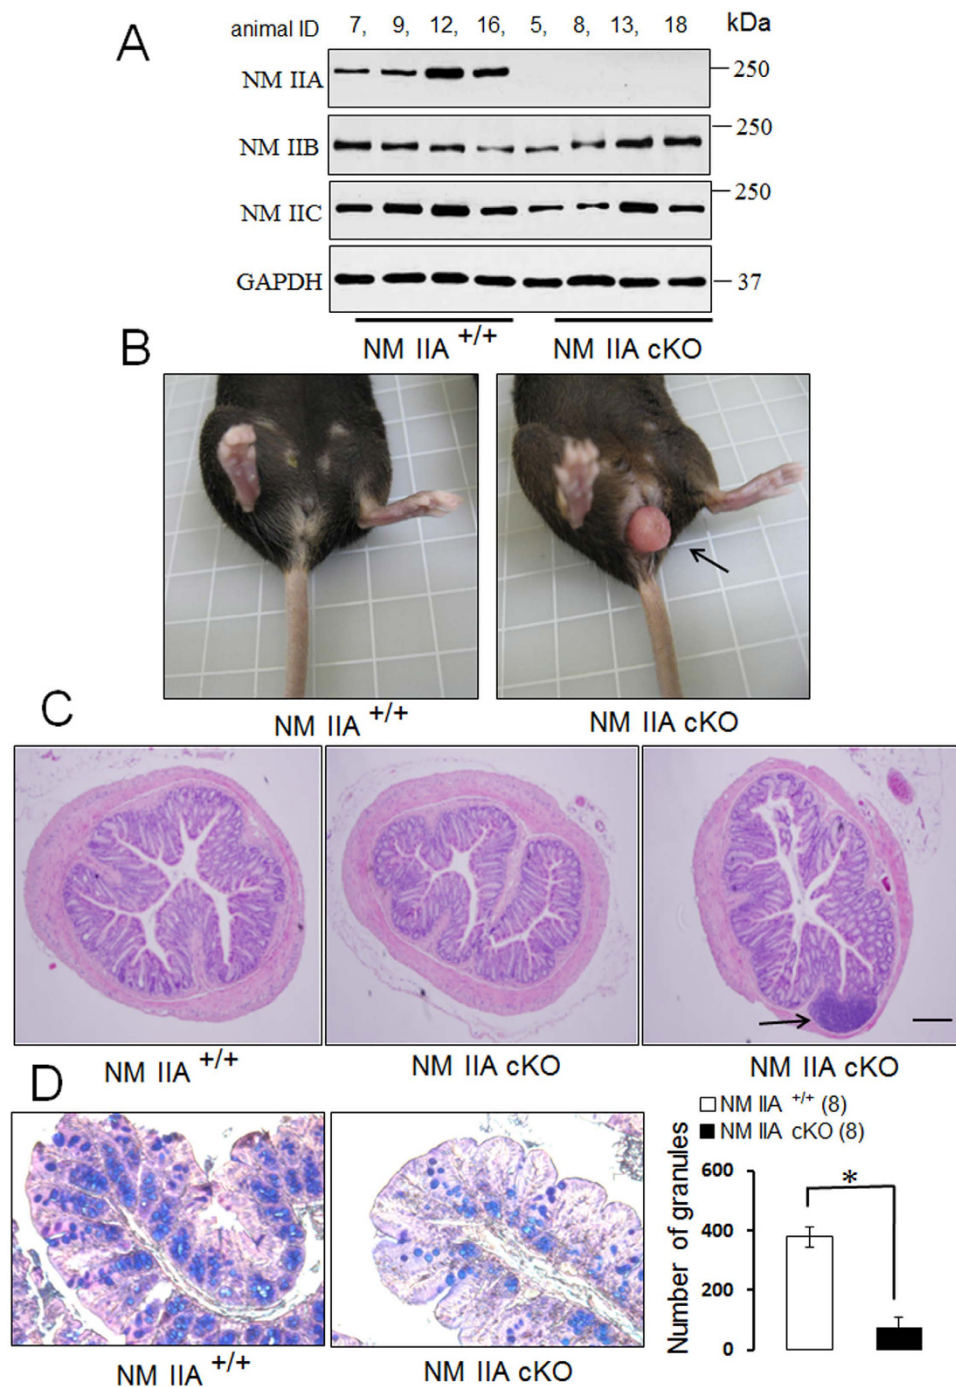 A
animal ID 7, 9, 12, 16, 5, 8, 13, 18 kDa
NM IIA 250
NM IIB 250
NM IIC 250
GAPDH 37
NM IIA +/+ NM IIA cKO
B
NM IIA +/+ NM IIA cKO
C
NM IIA +/+ NM IIA cKO NM IIA cKO
D
NM IIA +/+ (8)
NM IIA cKO (8)
Number of granules
600
*
400
200
0
NM IIA +/+ NM IIA cKO